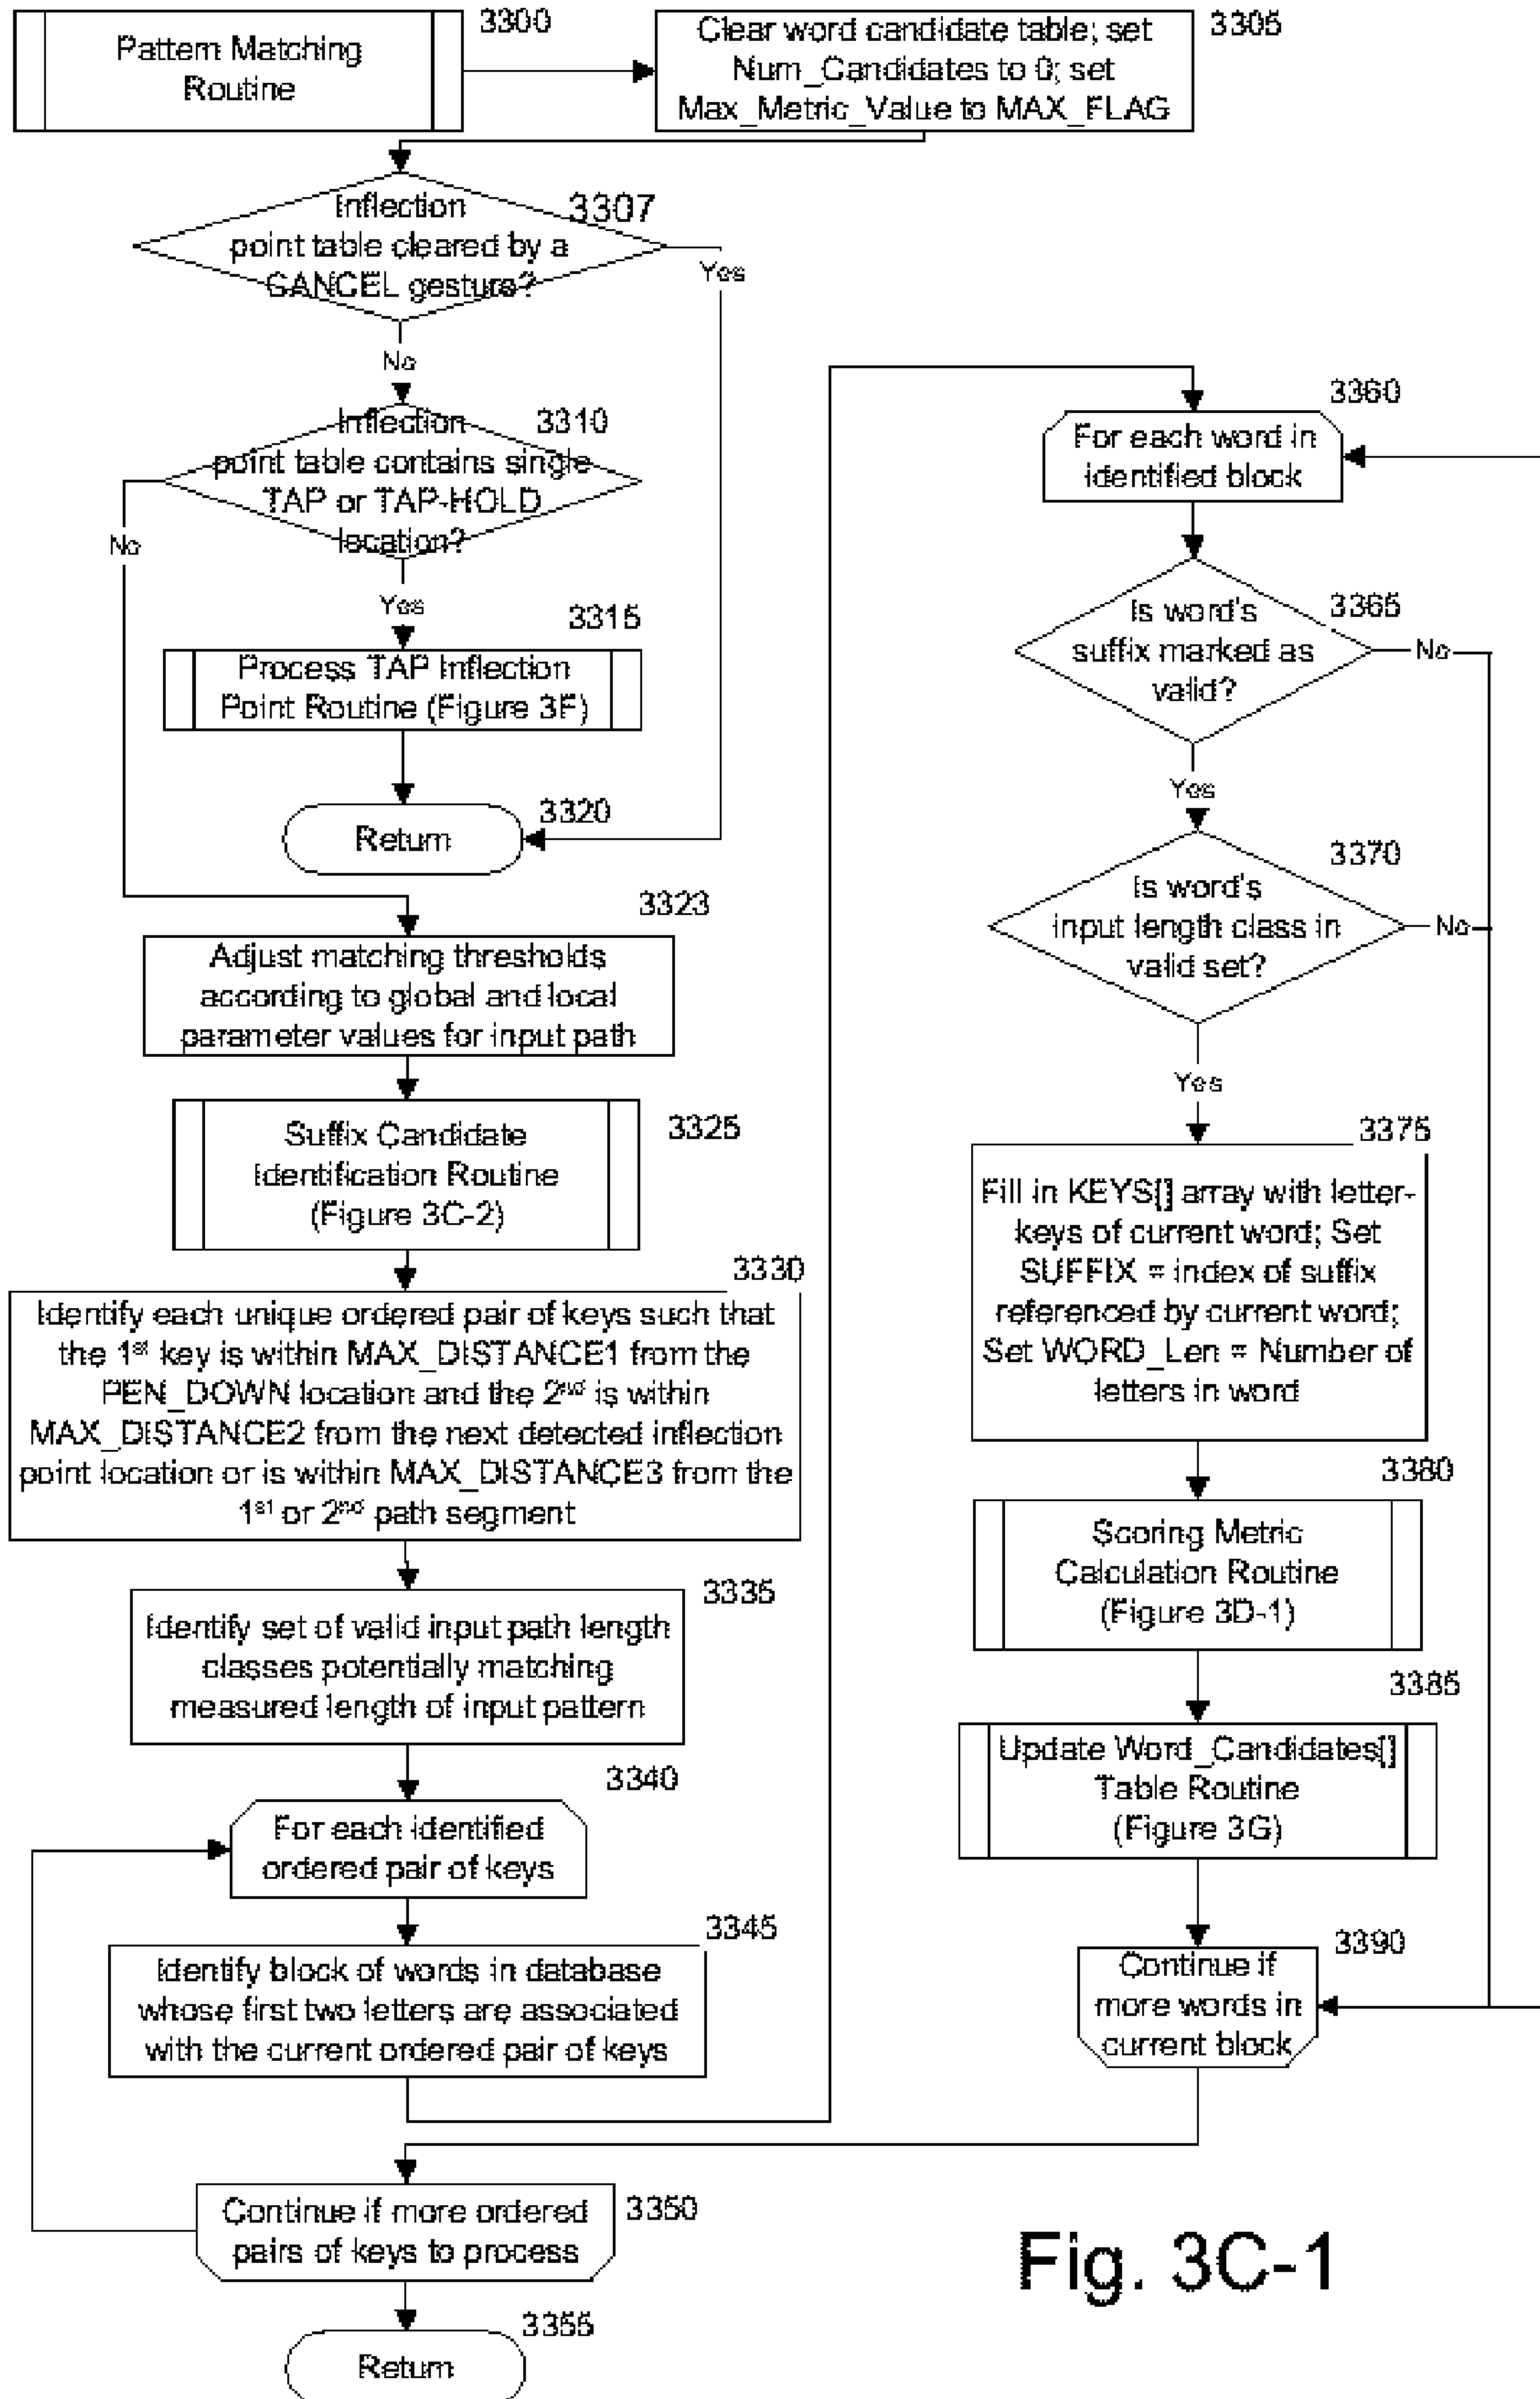 Pattern Matching
Routine
3300
Clear word candidate table; set
Num_Candidates to 0; set
Max_Metric_Value to MAX_FLAG
3305
Inflection
point table cleared by a
CANCEL gesture?
3307
Yes
No
Inflection
point table contains single
TAP or TAP-HOLD
location?
3310
No
Yes
3315
Process TAP Inflection
Point Routine (Figure 3F)
3320
Return
3323
Adjust matching thresholds
according to global and local
parameter values for input path
3325
Suffix Candidate
Identification Routine
(Figure 3C-2)
3330
Identify each unique ordered pair of keys such that
the 1st key is within MAX_DISTANCE1 from the
PEN_DOWN location and the 2nd is within
MAX_DISTANCE2 from the next detected inflection
point location or is within MAX_DISTANCE3 from the
1st or 2nd path segment
3335
Identify set of valid input path length
classes potentially matching
measured length of input pattern
3340
For each identified
ordered pair of keys
3345
Identify block of words in database
whose first two letters are associated
with the current ordered pair of keys
3350
Continue if more ordered
pairs of keys to process
3355
Return
3360
For each word in
identified block
3365
Is word's
suffix marked as
valid?
No
Yes
3370
Is word's
input length class in
valid set?
No
Yes
3375
Fill in KEYS[] array with letter-
keys of current word; Set
SUFFIX = index of suffix
referenced by current word;
Set WORD_Len = Number of
letters in word
3380
Scoring Metric
Calculation Routine
(Figure 3D-1)
3385
Update Word_Candidates[]
Table Routine
(Figure 3G)
3390
Continue if
more words in
current block
Fig. 3C-1